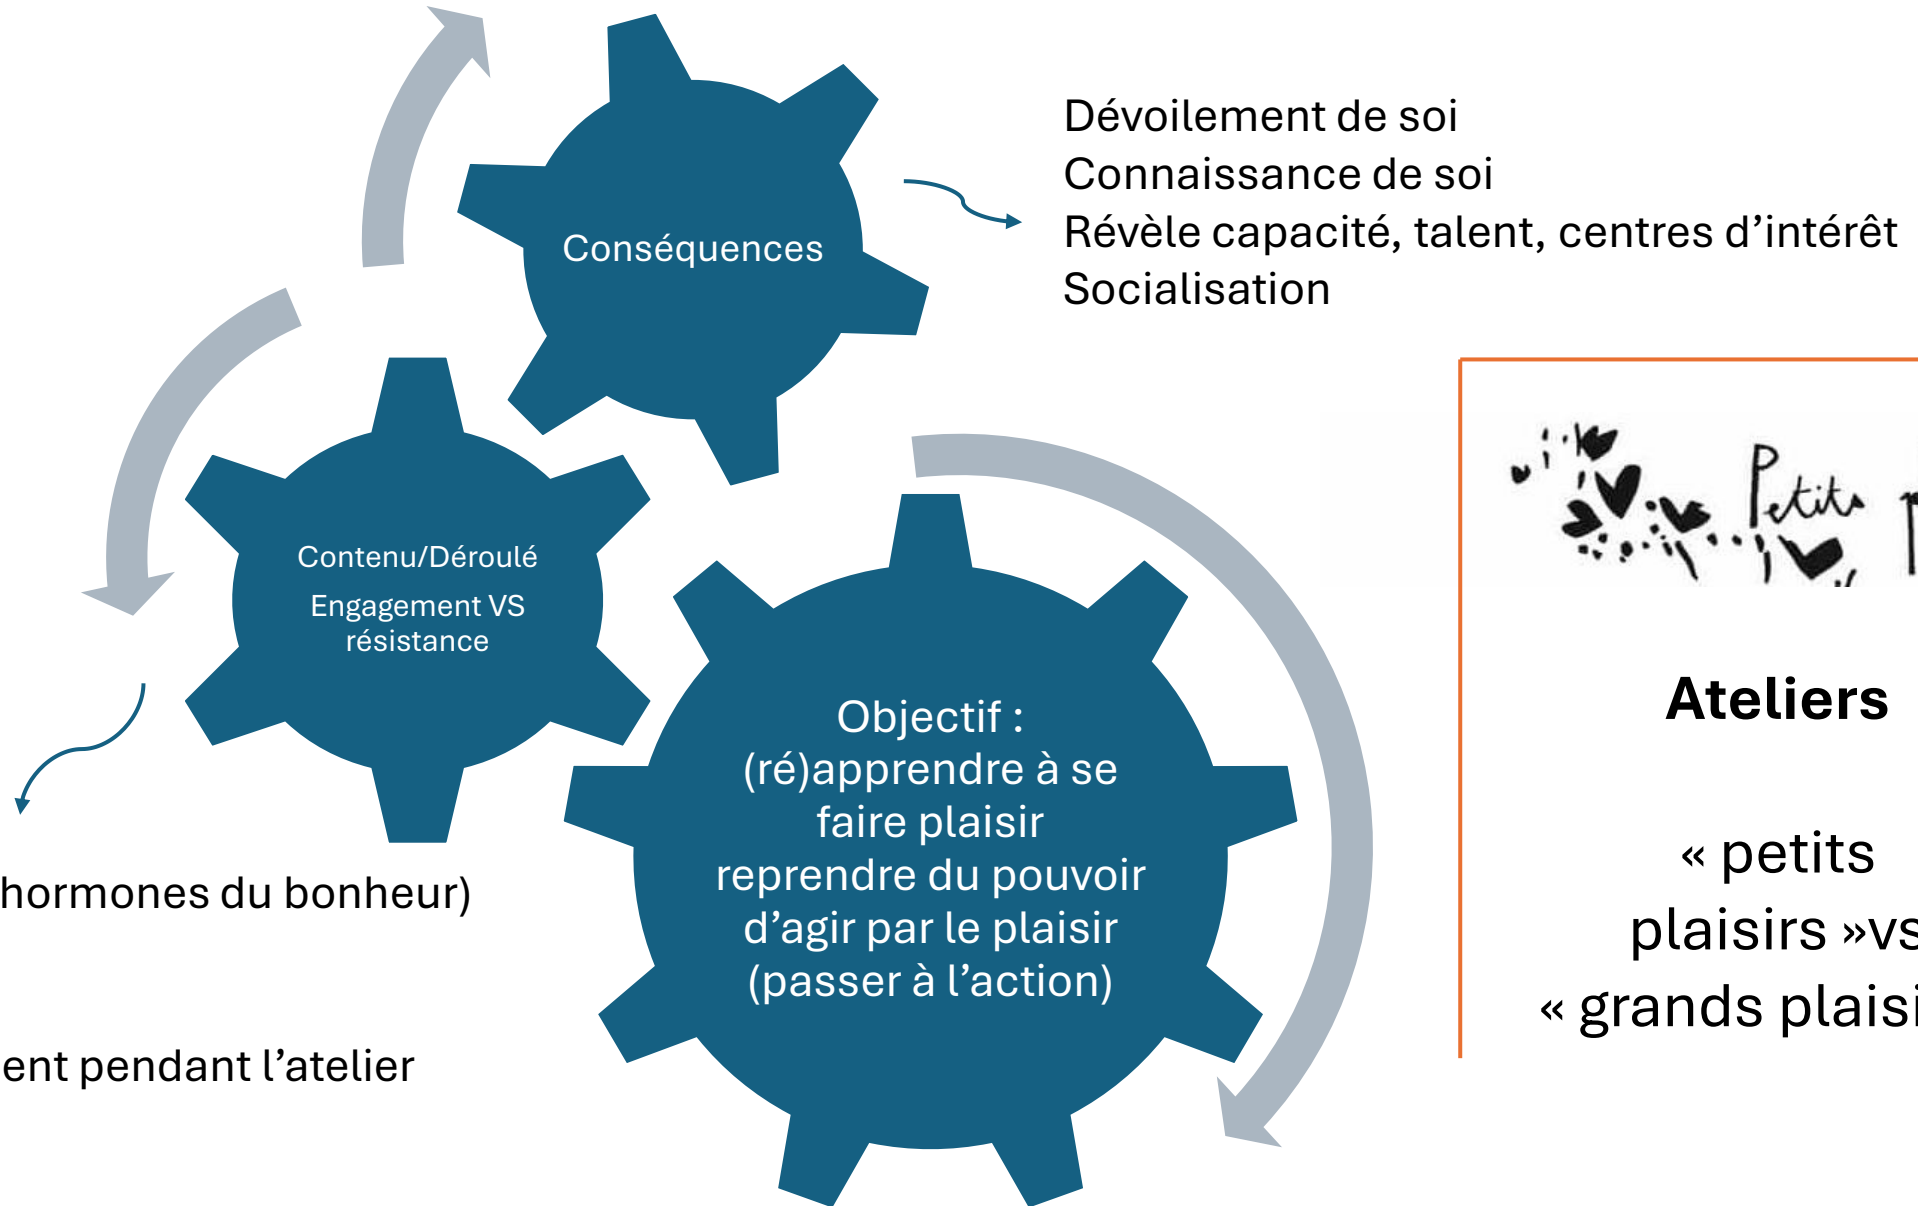 Dévoilement de soi
Connaissance de soi
Révèle capacité, talent, centres d’intérêt
Socialisation
Conséquences
Contenu/Déroulé
Engagement VS
résistance
Objectif :
(ré)apprendre à se
faire plaisir
reprendre du pouvoir
d’agir par le plaisir
(passer à l’action)
hormones du bonheur)
pendant l’atelier
Petits
Ateliers
« petits
plaisirs »vs
« grands